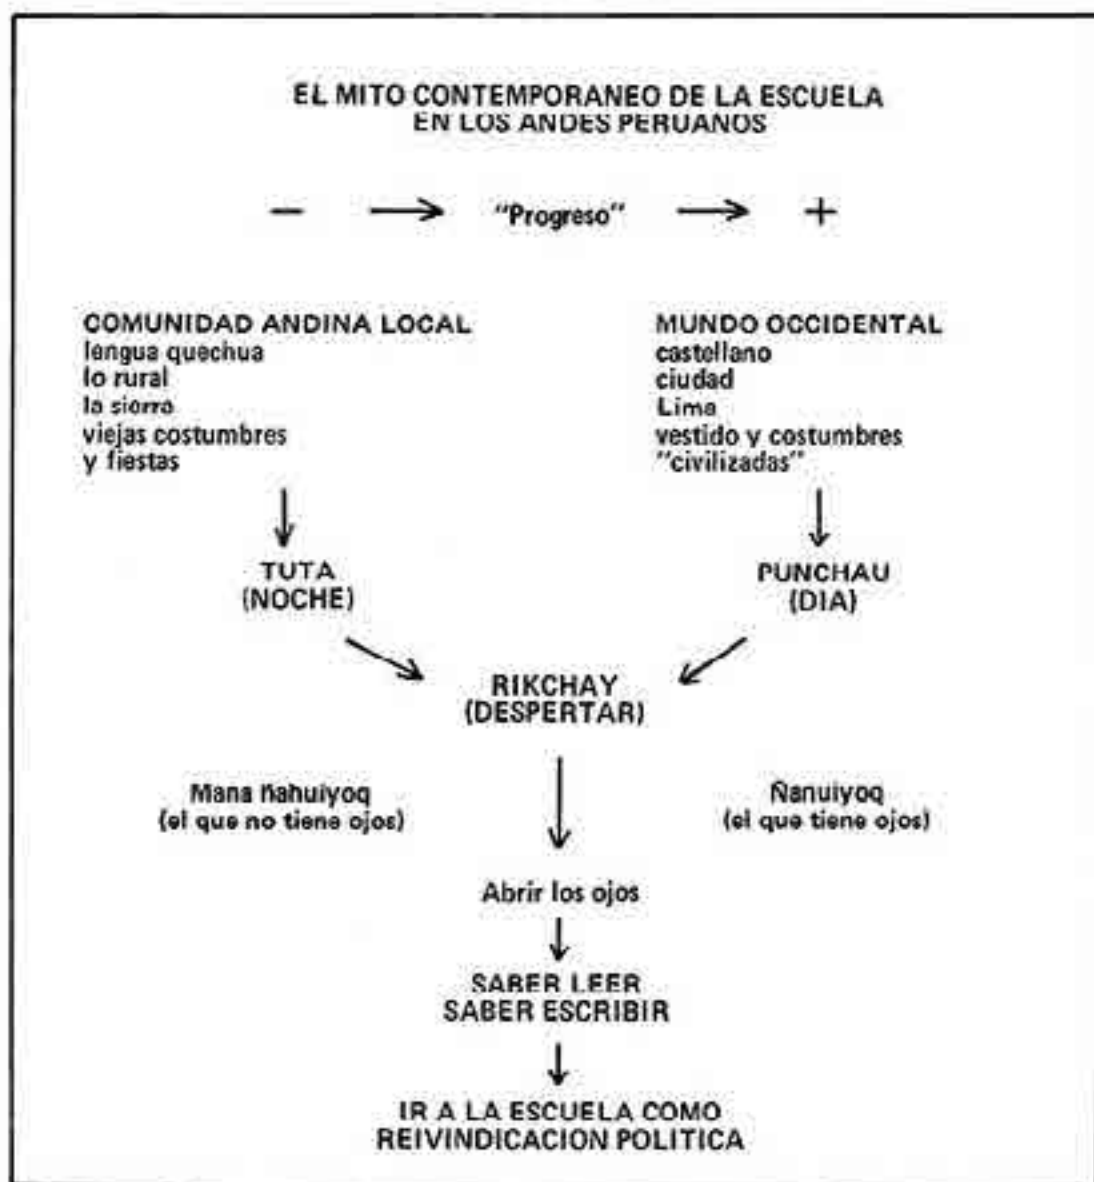 EL MITO CONTEMPORANEO DE LA ESCUELA
EN LOS ANDES PERUANOS
− → "Progreso" → +
COMUNIDAD ANDINA LOCAL
lengua quechua
lo rural
la sierra
viejas costumbres
y fiestas
MUNDO OCCIDENTAL
castellano
ciudad
Lima
vestido y costumbres
"civilizadas"
TUTA
(NOCHE)
PUNCHAU
(DIA)
RIKCHAY
(DESPERTAR)
Mana ñahuiyoq
(el que no tiene ojos)
Ñanuiyoq
(el que tiene ojos)
Abrir los ojos
SABER LEER
SABER ESCRIBIR
IR A LA ESCUELA COMO
REIVINDICACION POLITICA